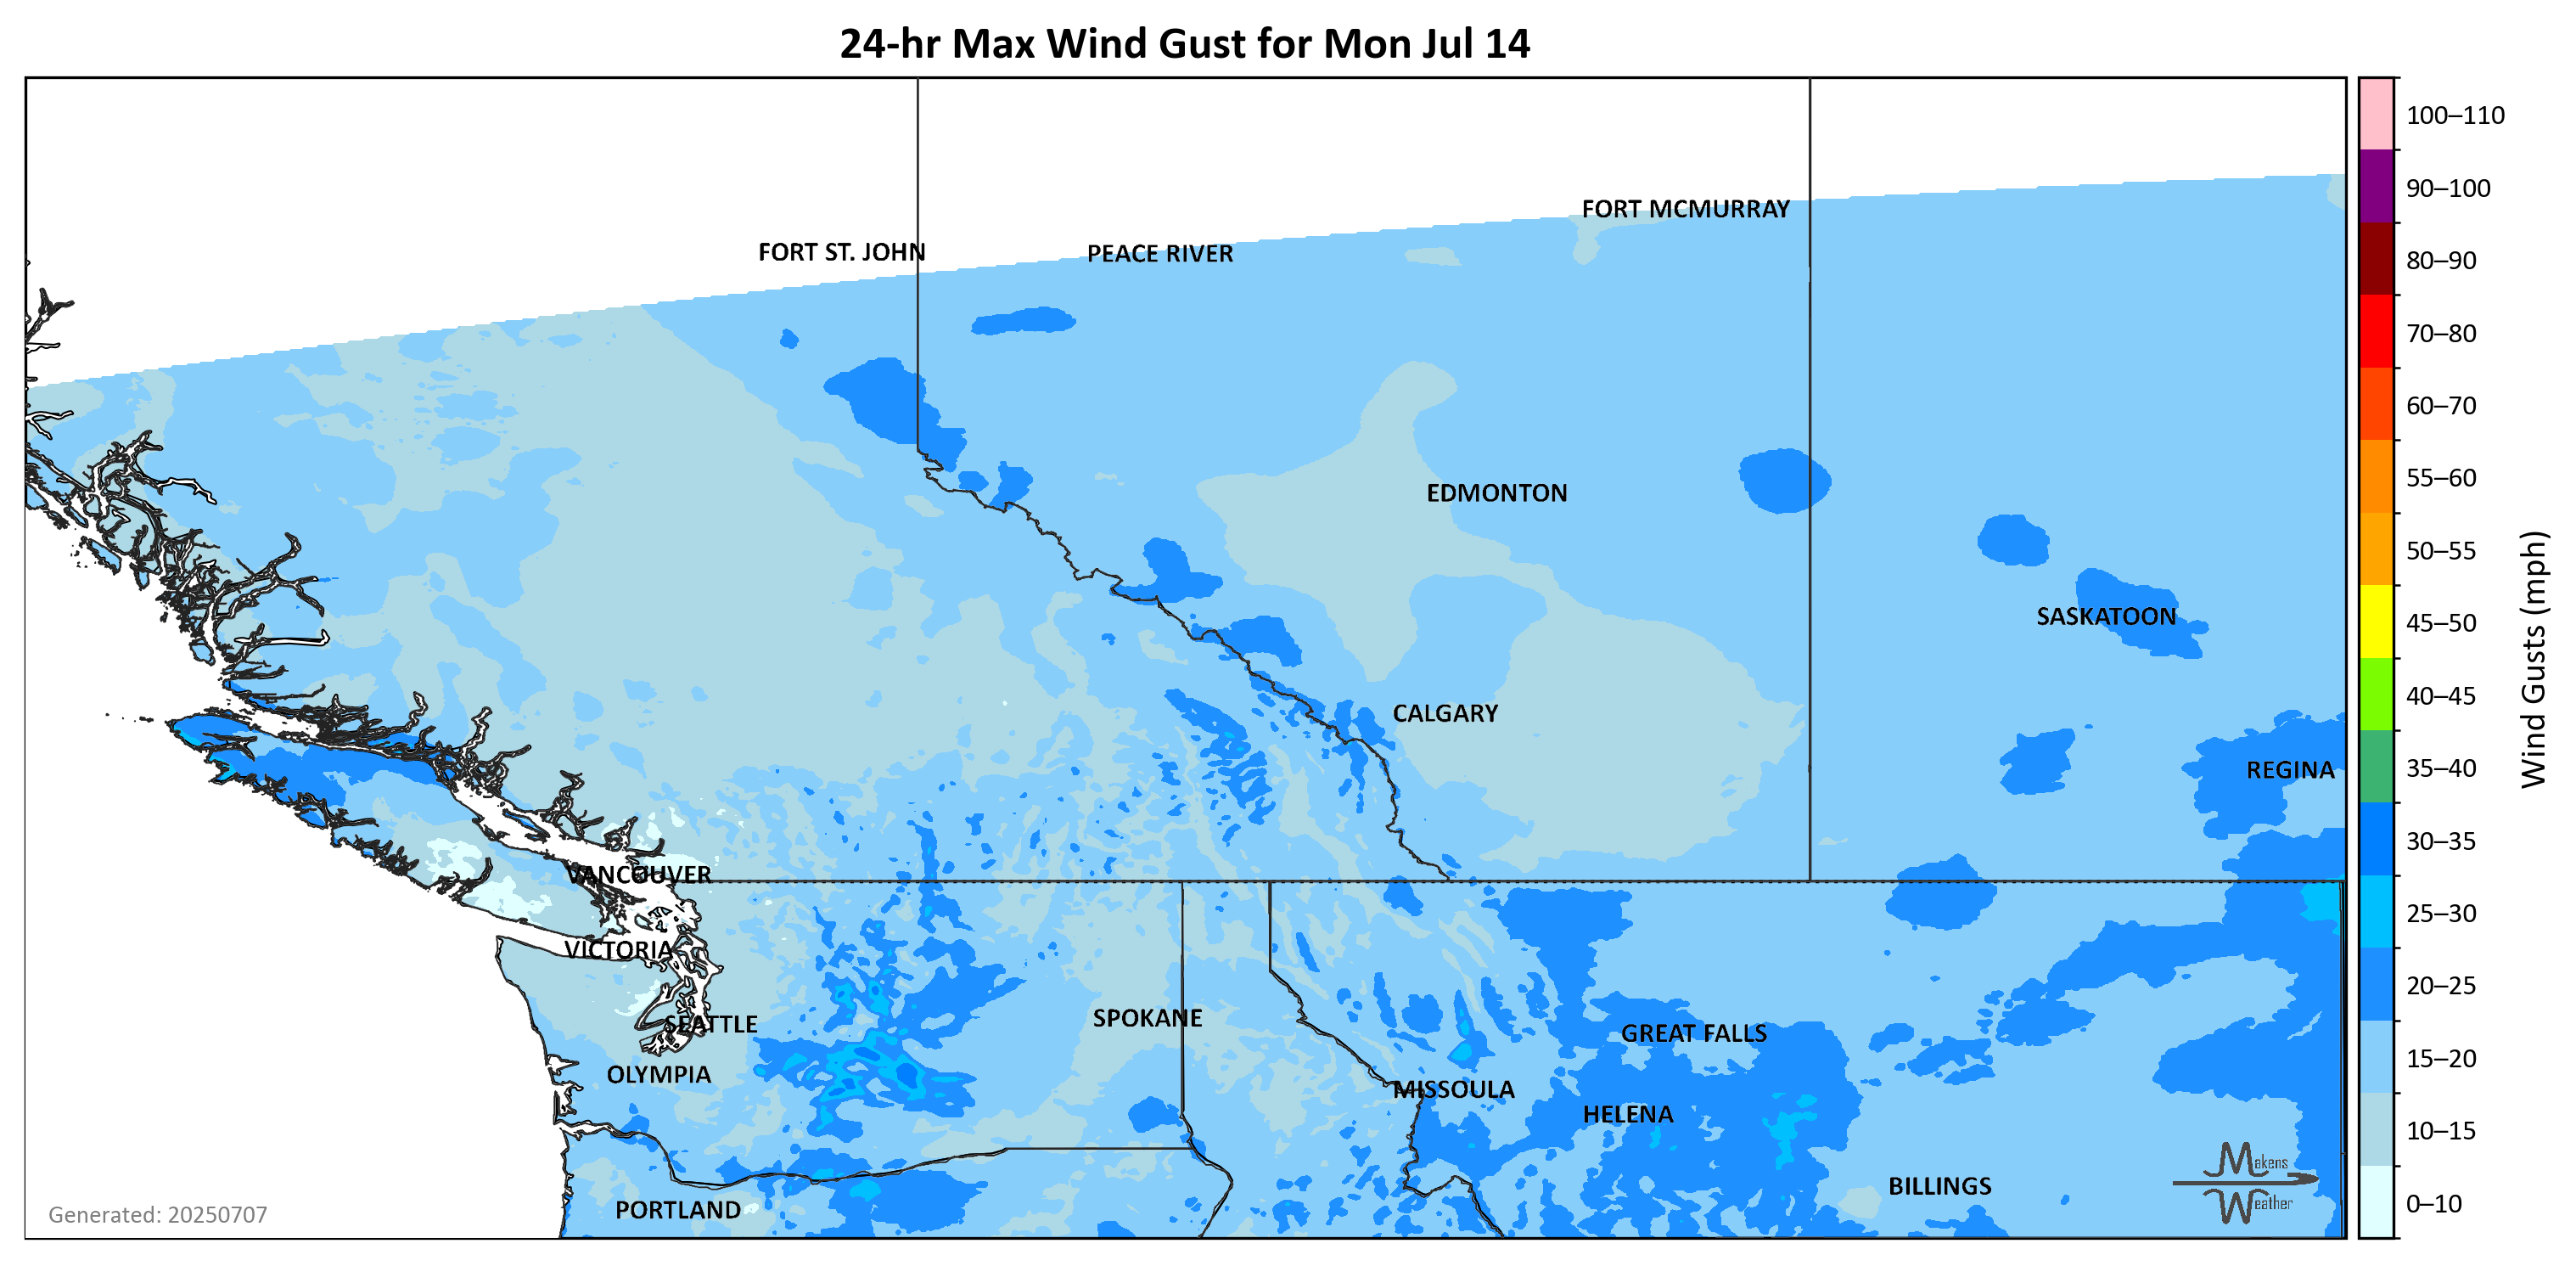 24-hr Max Wind Gust for Mon Jul 14
100–110
90–100
80–90
70–80
60–70
55–60
50–55
45–50
40–45
35–40
30–35
25–30
20–25
15–20
10–15
0–10
Wind Gusts (mph)
FORT MCMURRAY
FORT ST. JOHN
PEACE RIVER
EDMONTON
SASKATOON
CALGARY
REGINA
VANCOUVER
VICTORIA
SEATTLE
SPOKANE
GREAT FALLS
OLYMPIA
MISSOULA
HELENA
BILLINGS
PORTLAND
Makens
Weather
Generated: 20250707